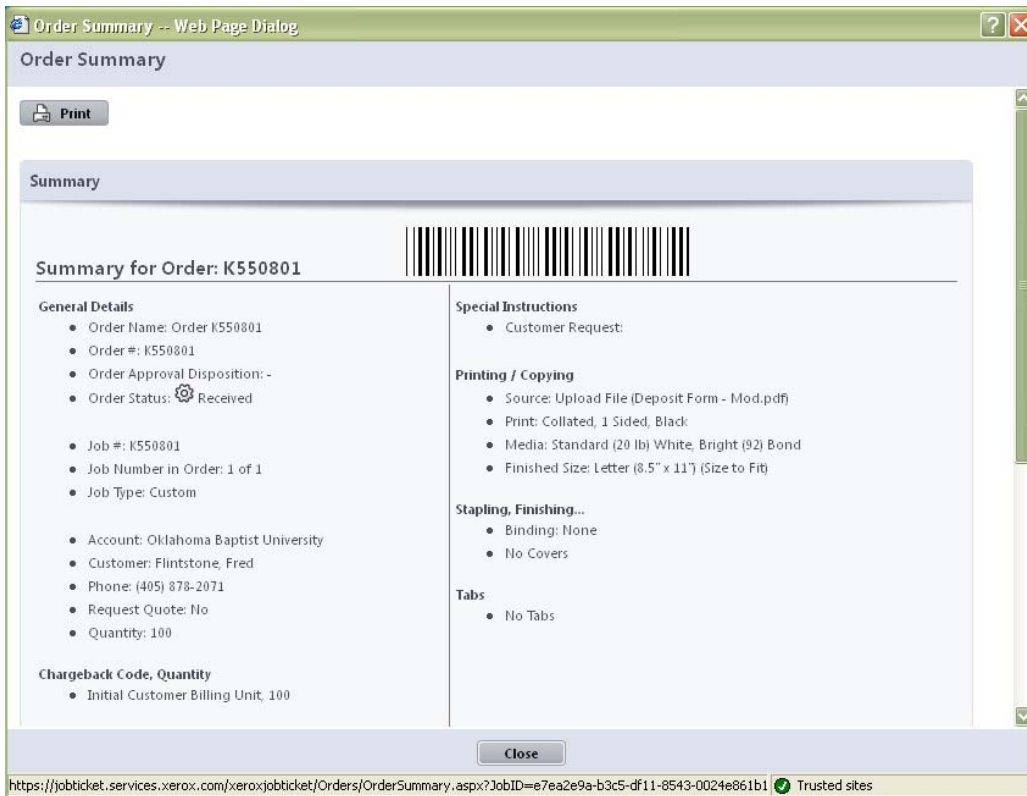 Order Summary -- Web Page Dialog
Order Summary
Print
Summary
Summary for Order: K550801
General Details
Order Name: Order K550801
Order #: K550801
Order Approval Disposition: -
Order Status: Received
Job #: K550801
Job Number in Order: 1 of 1
Job Type: Custom
Account: Oklahoma Baptist University
Customer: Flintstone, Fred
Phone: (405) 878-2071
Request Quote: No
Quantity: 100
Chargeback Code, Quantity
Initial Customer Billing Unit, 100
Special Instructions
Customer Request:
Printing / Copying
Source: Upload File (Deposit Form - Mod.pdf)
Print: Collated, 1 Sided, Black
Media: Standard (20 lb) White, Bright (92) Bond
Finished Size: Letter (8.5" x 11") (Size to Fit)
Stapling, Finishing...
Binding: None
No Covers
Tabs
No Tabs
Close
https://jobticket.services.xerox.com/xeroxjobticket/Orders/OrderSummary.aspx?JobID=e7ea2e9a-b3c5-df11-8543-0024e861b1 Trusted sites